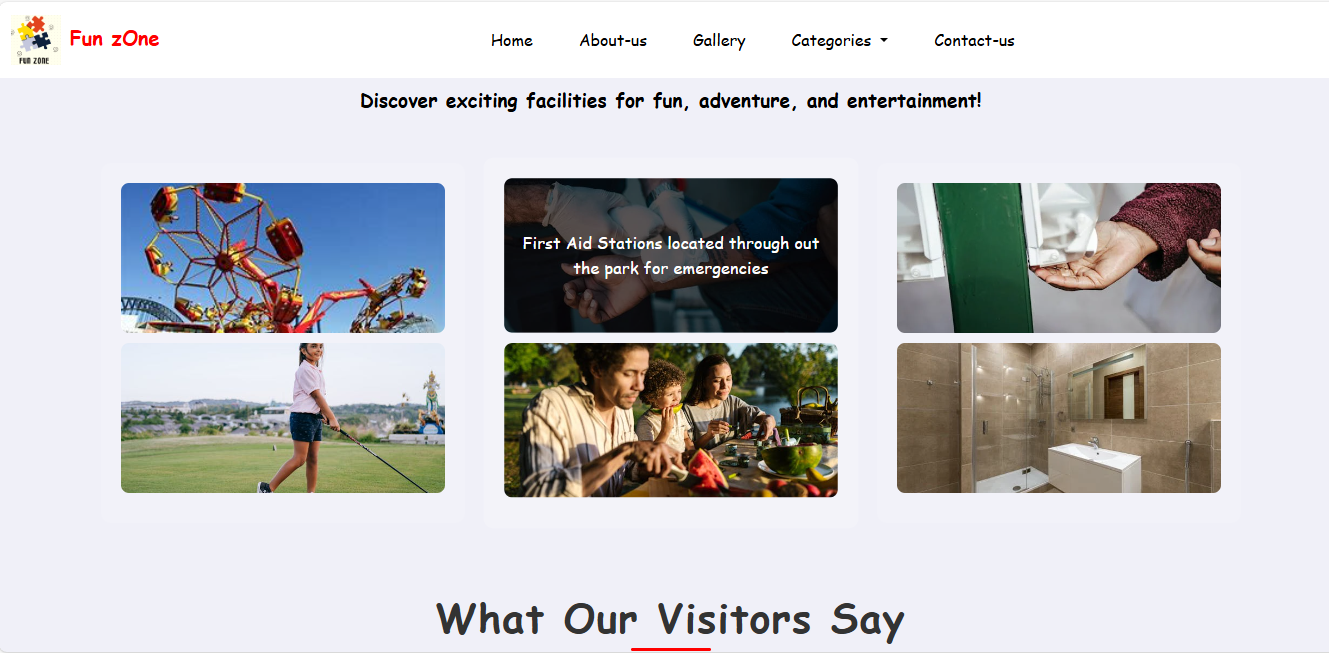 FUN ZONE
Fun zOne
Home
About-us
Gallery
Categories
Contact-us
Discover exciting facilities for fun, adventure, and entertainment!
First Aid Stations located through out
the park for emergencies
What Our Visitors Say